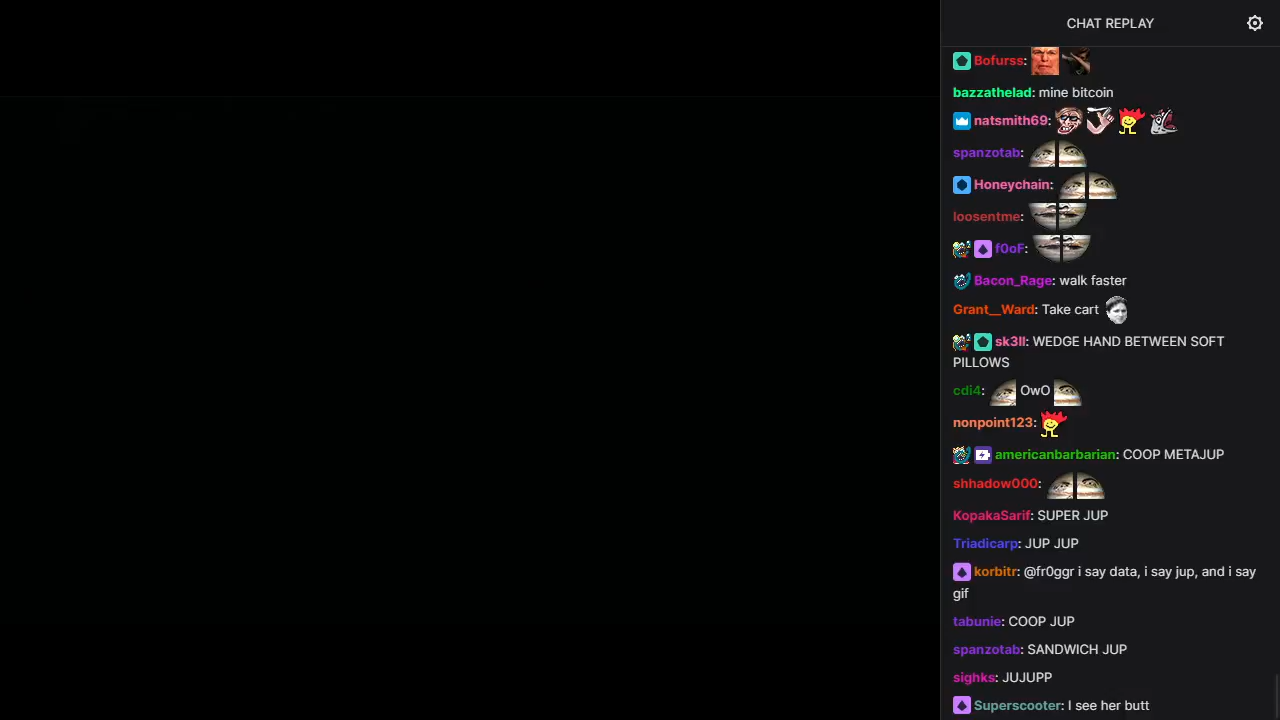 CHAT REPLAY
Bofurss:
bazzathelad: mine bitcoin
natsmith69:
spanzotab:
Honeychain:
loosentme:
f0oF:
Bacon_Rage: walk faster
Grant__Ward: Take cart
sk3ll: WEDGE HAND BETWEEN SOFT
PILLOWS
cdi4: OwO
nonpoint123:
americanbarbarian: COOP METAJUP
shhadow000:
KopakaSarif: SUPER JUP
Triadicarp: JUP JUP
korbitr: @fr0ggr i say data, i say jup, and i say
gif
tabunie: COOP JUP
spanzotab: SANDWICH JUP
sighks: JUJUPP
Superscooter: I see her butt